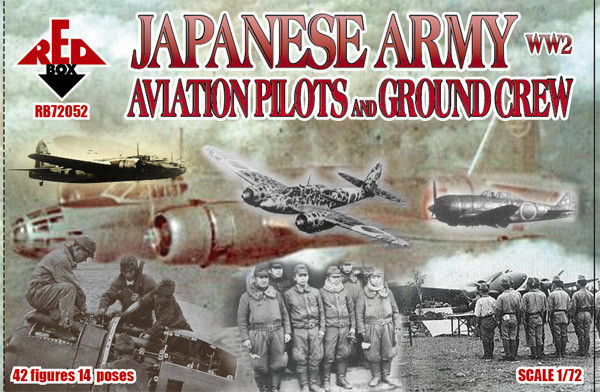 RED
BOX
RB72052
JAPANESE ARMY WW2
AVIATION PILOTS AND GROUND CREW
42 figures 14 poses
SCALE 1/72